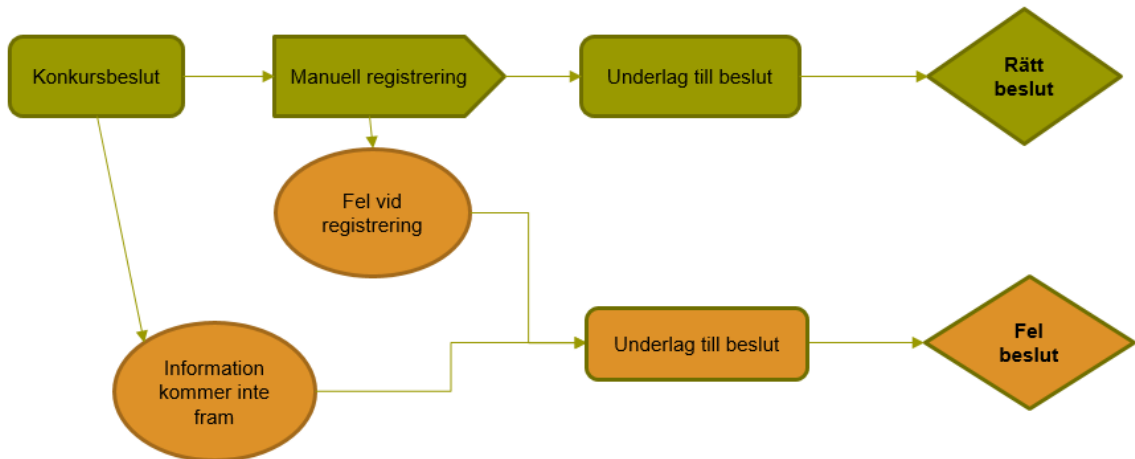 Konkursbeslut
Manuell registrering
Underlag till beslut
Rätt
beslut
Fel vid
registrering
Information
kommer inte
fram
Underlag till beslut
Fel
beslut